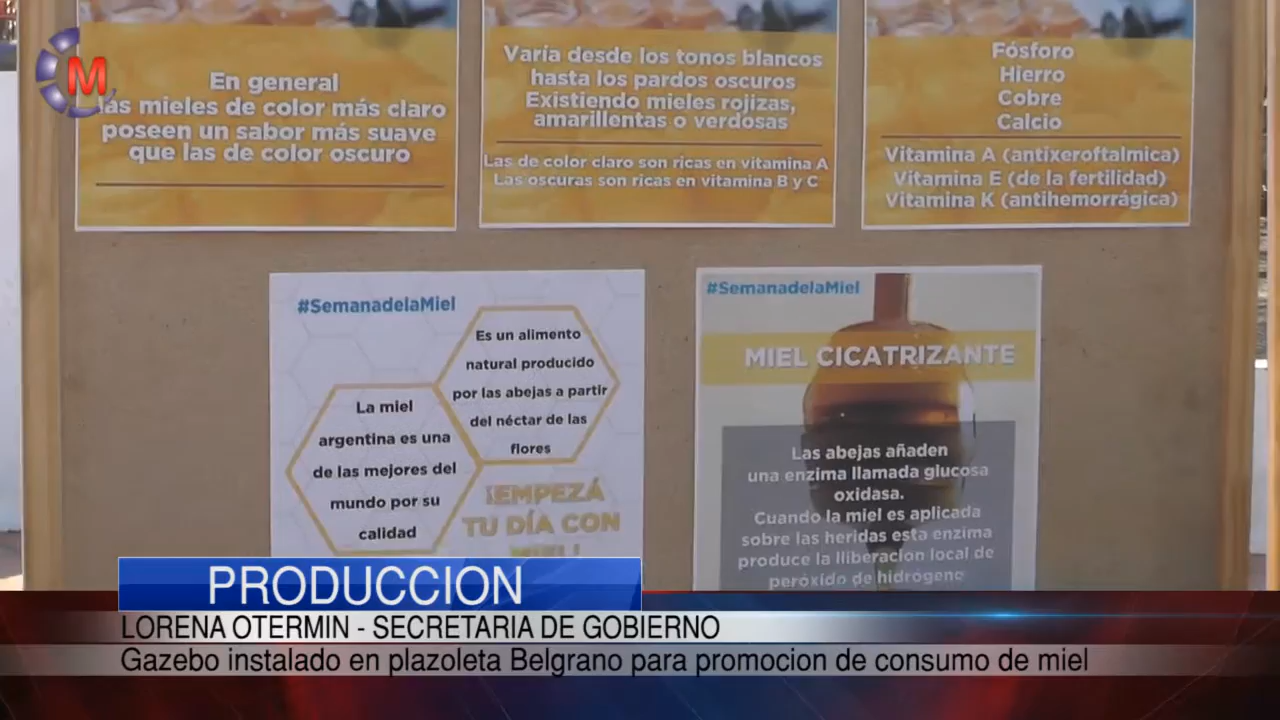 M
En general
las mieles de color más claro
poseen un sabor más suave
que las de color oscuro
Varía desde los tonos blancos
hasta los pardos oscuros
Existiendo mieles rojizas,
amarillentas o verdosas
Las de color claro son ricas en vitamina A
Las oscuras son ricas en vitamina B y C
Fósforo
Hierro
Cobre
Calcio
Vitamina A (antixeroftalmica)
Vitamina E (de la fertilidad)
Vitamina K (antihemorrágica)
#SemanadelaMiel
Es un alimento
natural producido
por las abejas a partir
del néctar de las
flores
La miel
argentina es una
de las mejores del
mundo por su
calidad
¡EMPEZÁ
TU DÍA CON
MIEL!
#SemanadelaMiel
MIEL CICATRIZANTE
Las abejas añaden
una enzima llamada glucosa
oxidasa.
Cuando la miel es aplicada
sobre las heridas esta enzima
produce la lliberación local de
peróxido de hidrógeno
PRODUCCION
LORENA OTERMIN - SECRETARIA DE GOBIERNO
Gazebo instalado en plazoleta Belgrano para promocion de consumo de miel